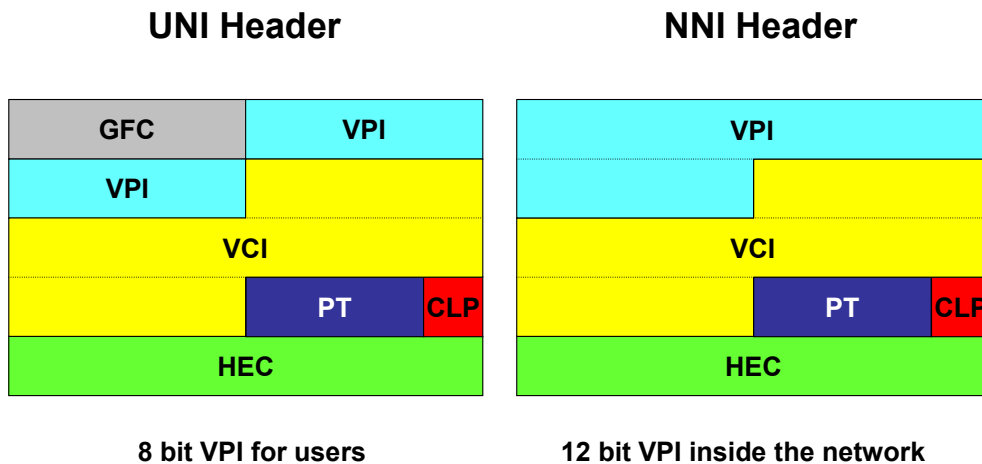 UNI Header
NNI Header
GFC VPI
VPI
VCI
PT CLP
HEC
VPI
VCI
PT CLP
HEC
8 bit VPI for users
12 bit VPI inside the network